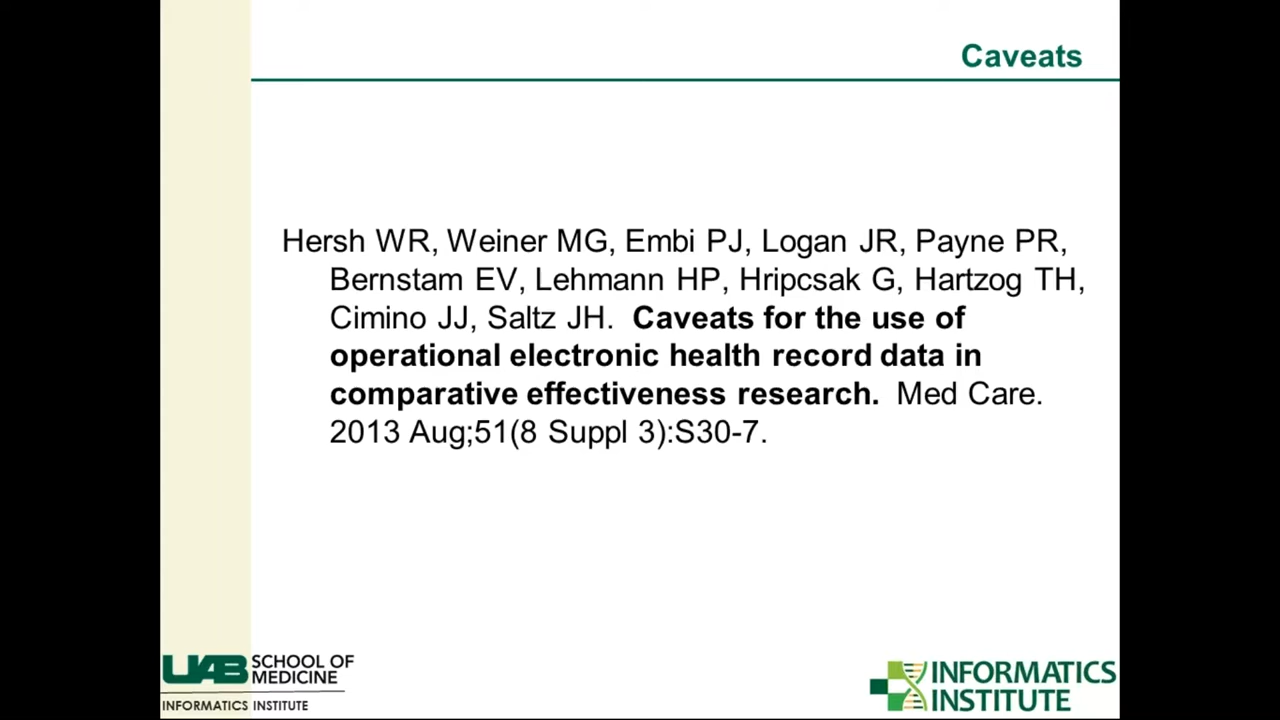 Caveats
Hersh WR, Weiner MG, Embi PJ, Logan JR, Payne PR,
Bernstam EV, Lehmann HP, Hripcsak G, Hartzog TH,
Cimino JJ, Saltz JH. Caveats for the use of
operational electronic health record data in
comparative effectiveness research. Med Care.
2013 Aug;51(8 Suppl 3):S30-7.
UAB SCHOOL OF
MEDICINE
INFORMATICS INSTITUTE
INFORMATICS
INSTITUTE